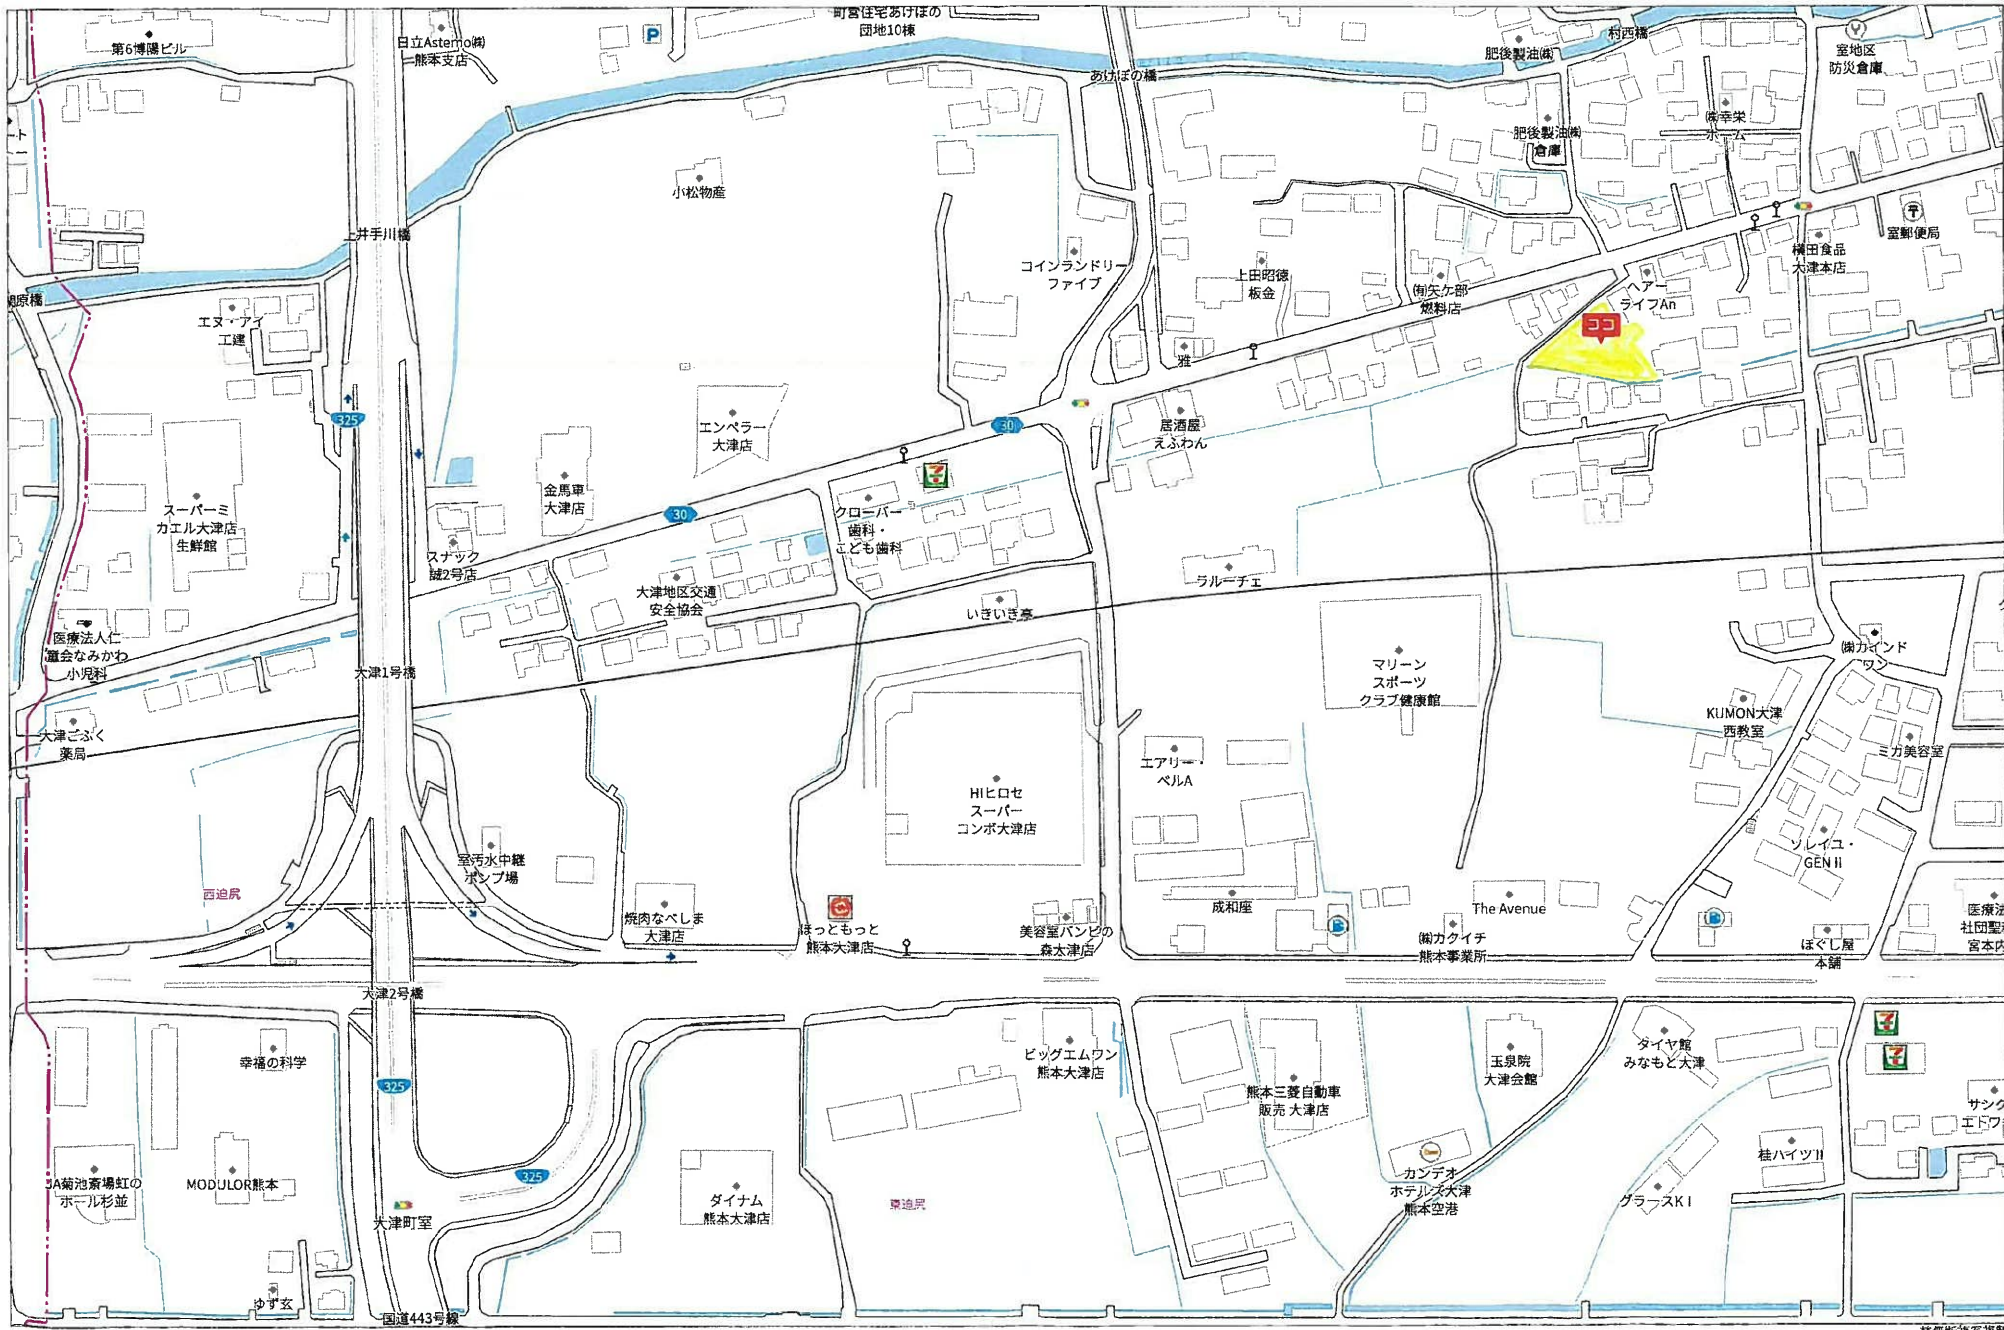 町営住宅あけぼの
団地10棟
第6博陽ビル
日立Astemo㈱
熊本支店
P
あけぼの橋
肥後製油㈱
村西橋
室地区
防災倉庫
㈱幸栄
ホーム
肥後製油㈱
倉庫
小松物産
上井手川橋
コインランドリー
ファイブ
上田昭徳
板金
㈲矢ケ部
燃料店
ヘアー
ライフAn
横田食品
大津本店
室郵便局
ココ
エヌ・アイ
工建
雅
325
30
エンペラー
大津店
居酒屋
えふわん
金馬車
大津店
30
クローバー
歯科・
こども歯科
スーパーミ
カエル大津店
生鮮館
スナック
誠2号店
大津地区交通
安全協会
いきいき亭
ラルーチェ
医療法人仁
童会なみかわ
小児科
大津1号橋
マリーン
スポーツ
クラブ健康館
㈱カインド
ワン
KUMON大津
西教室
ミカ美容室
大津ごふく
薬局
エアリー・
ベルA
HIヒロセ
スーパー
コンボ大津店
ソレイユ・
GENⅡ
室汚水中継
ポンプ場
西迫尻
焼肉なべしま
大津店
ほっともっと
熊本大津店
美容室バンビの
森大津店
成和座
㈱カクイチ
熊本事業所
The Avenue
ほぐし屋
本舗
大津2号橋
幸福の科学
325
ビッグエムワン
熊本大津店
熊本三菱自動車
販売 大津店
玉泉院
大津会館
タイヤ館
みなもと大津
JA菊池斎場虹の
ホール杉並
MODULOR熊本
325
大津町室
ダイナム
熊本大津店
東迫尻
カンデオ
ホテルズ大津
熊本空港
グラースKⅠ
桂ハイツⅡ
ゆず玄
国道443号線